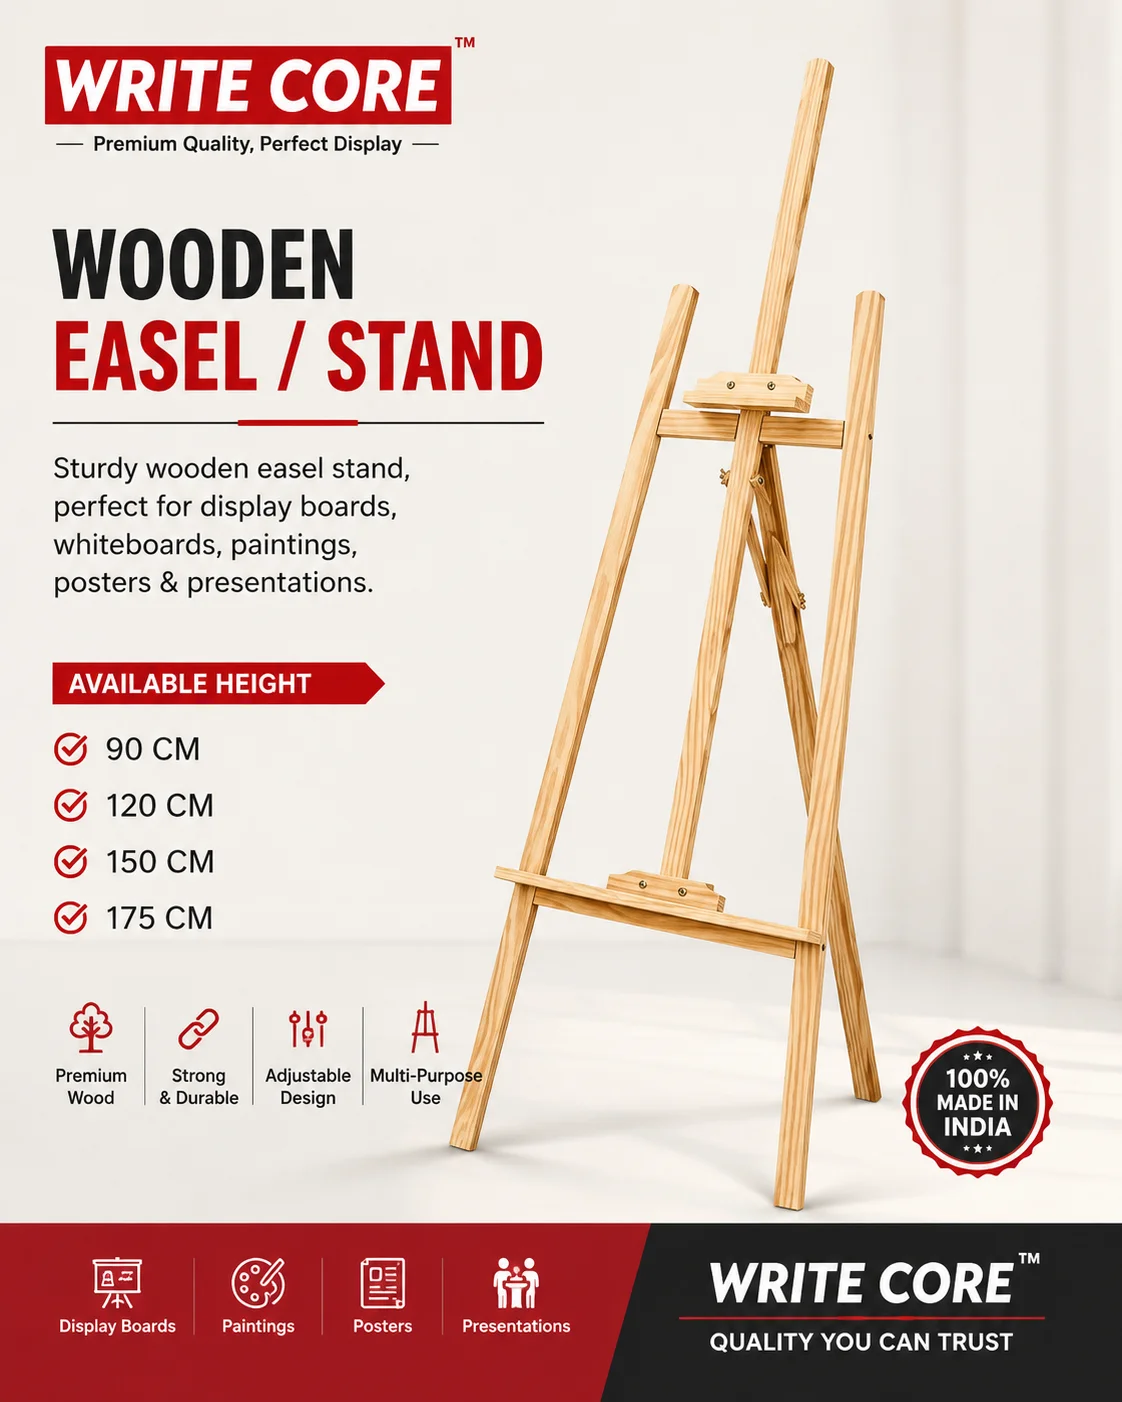 WRITE CORE™
Premium Quality, Perfect Display
WOODEN
EASEL / STAND
Sturdy wooden easel stand,
perfect for display boards,
whiteboards, paintings,
posters & presentations.
AVAILABLE HEIGHT
90 CM
120 CM
150 CM
175 CM
Premium
Wood
Strong
& Durable
Adjustable
Design
Multi-Purpose
Use
100%
MADE IN
INDIA
Display Boards
Paintings
Posters
Presentations
WRITE CORE™
QUALITY YOU CAN TRUST